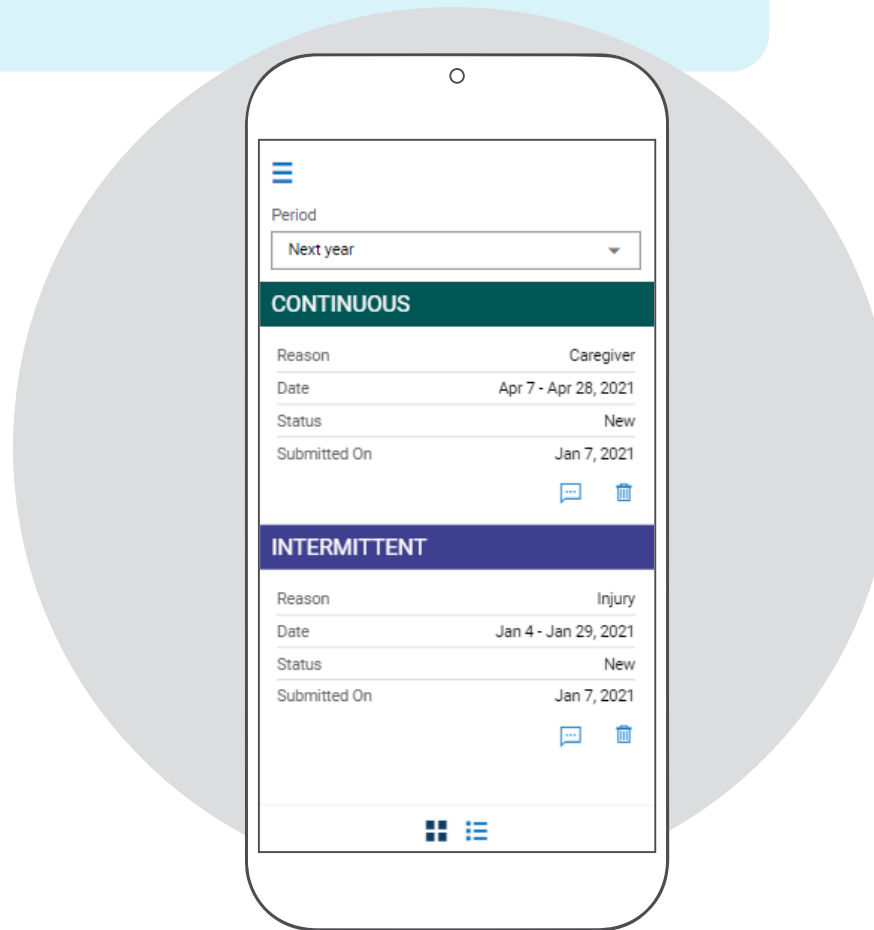 Period
Next year
CONTINUOUS
Reason Caregiver
Date Apr 7 - Apr 28, 2021
Status New
Submitted On Jan 7, 2021
INTERMITTENT
Reason Injury
Date Jan 4 - Jan 29, 2021
Status New
Submitted On Jan 7, 2021